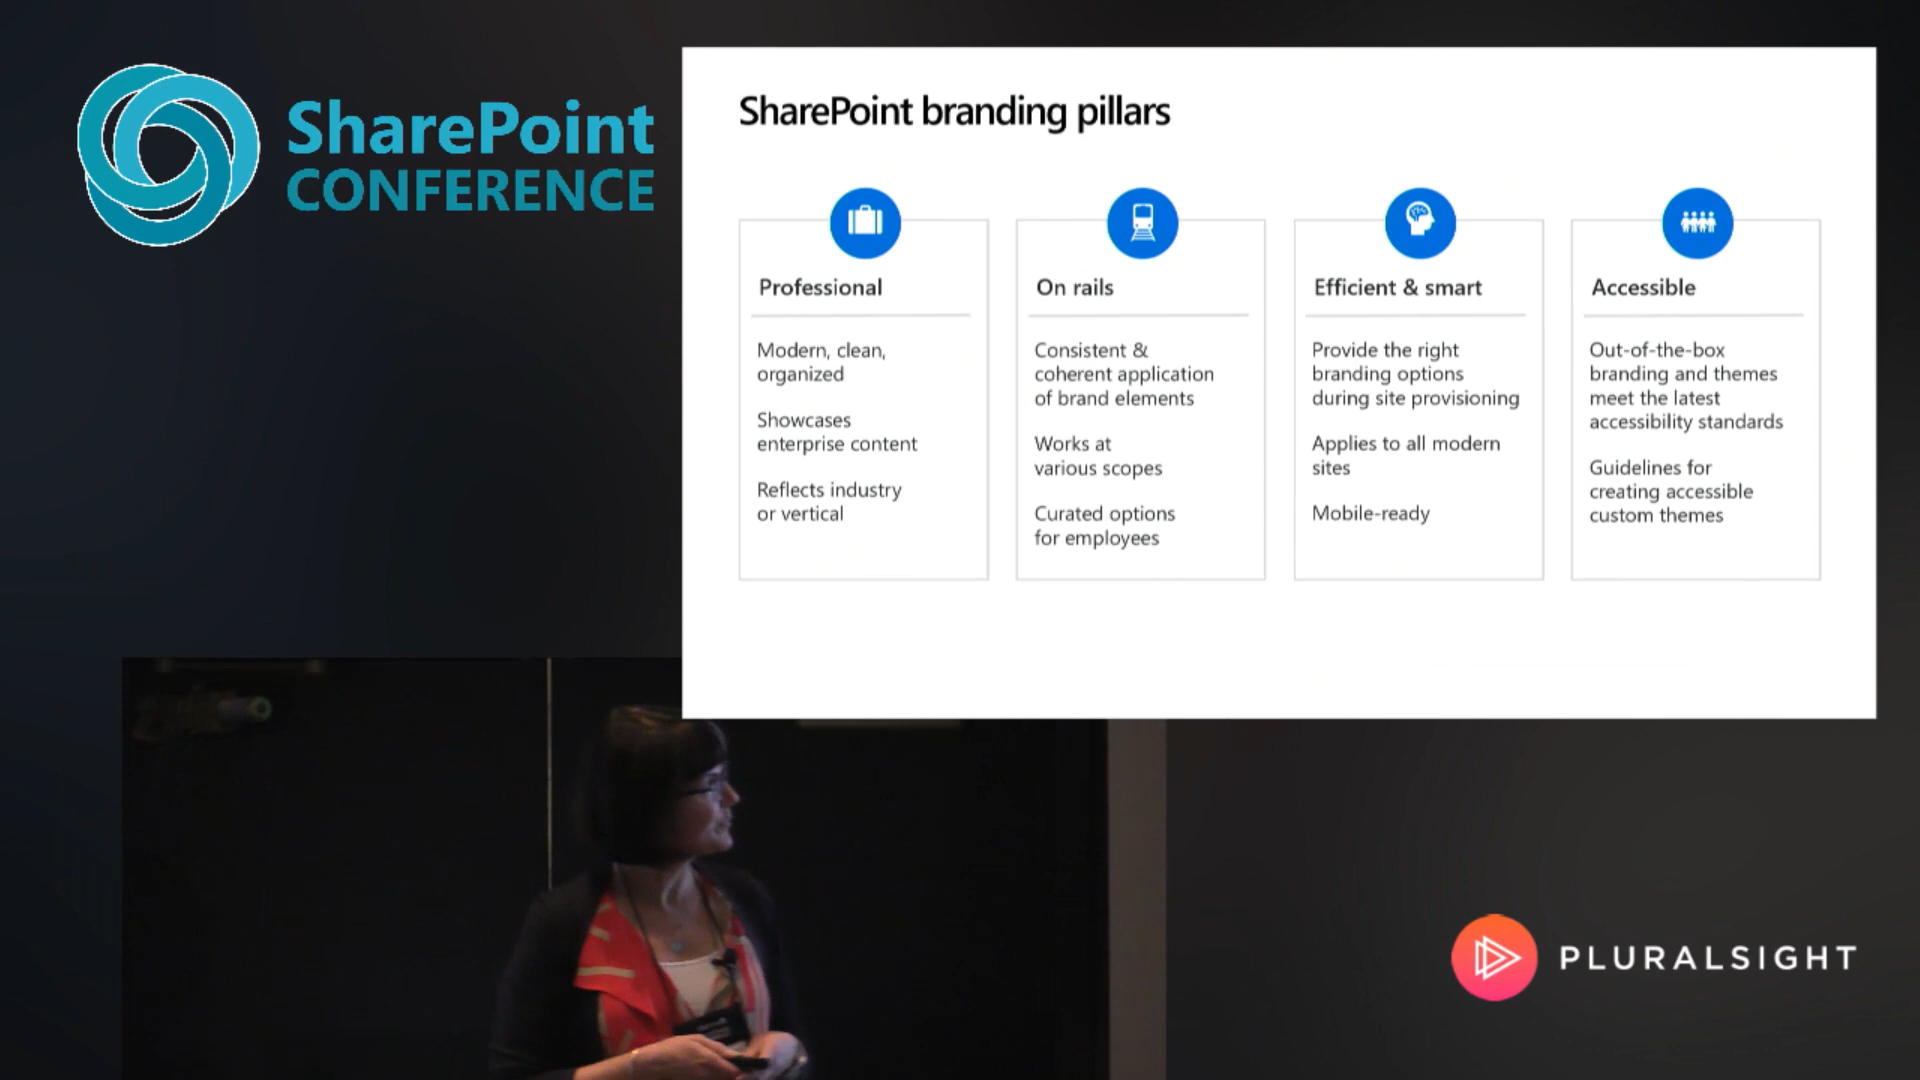 SharePoint
CONFERENCE
SharePoint branding pillars
Professional
Modern, clean,
organized
Showcases
enterprise content
Reflects industry
or vertical
On rails
Consistent &
coherent application
of brand elements
Works at
various scopes
Curated options
for employees
Efficient & smart
Provide the right
branding options
during site provisioning
Applies to all modern
sites
Mobile-ready
Accessible
Out-of-the-box
branding and themes
meet the latest
accessibility standards
Guidelines for
creating accessible
custom themes
PLURALSIGHT